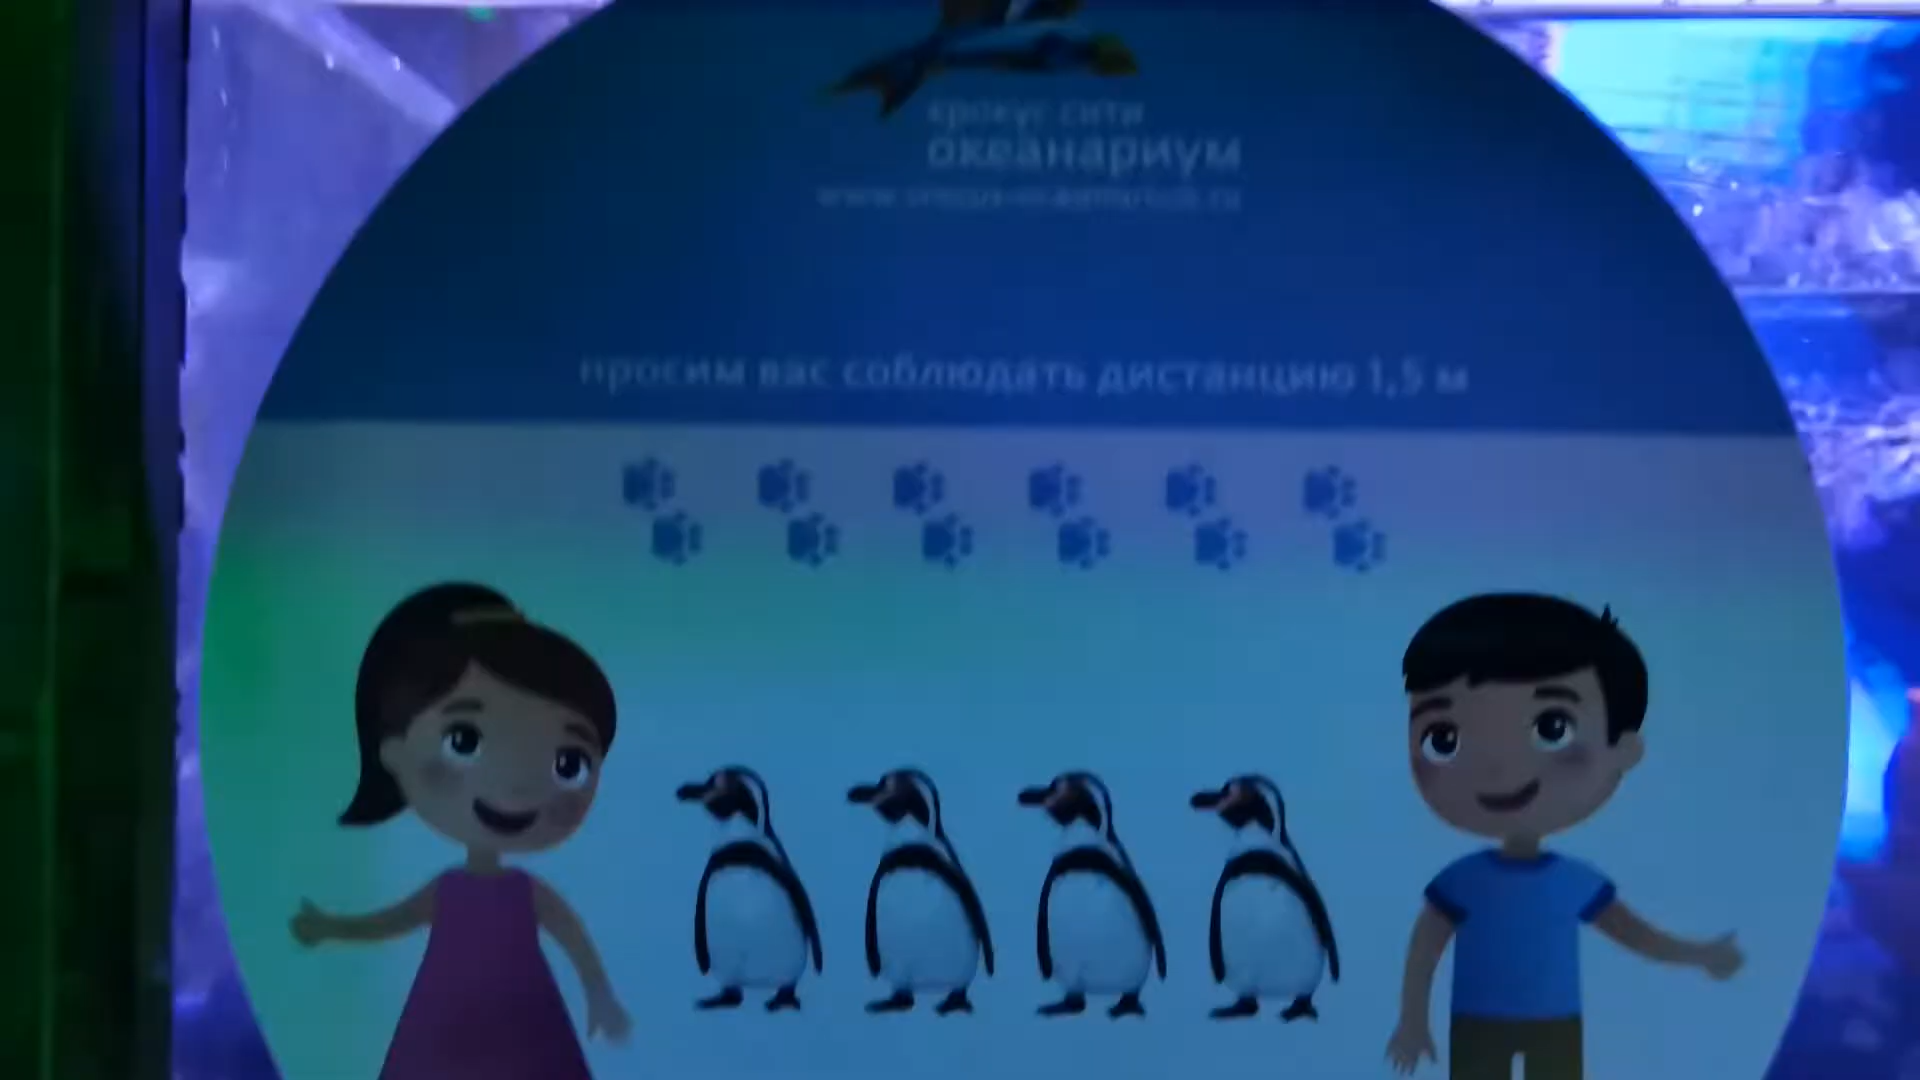 крокус сити
океанариум
просим вас соблюдать дистанцию 1,5 м